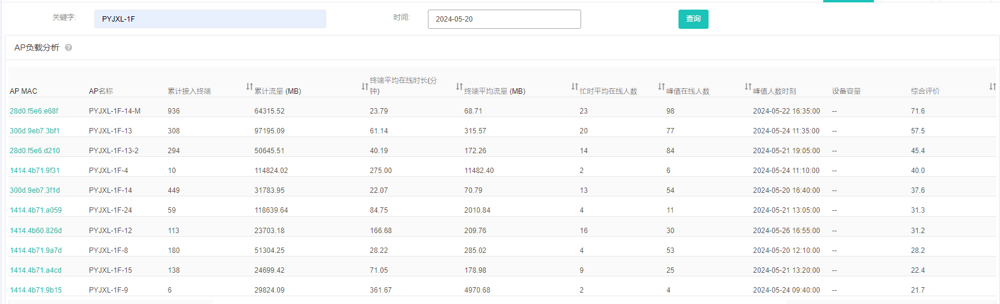 关键字: PYJXL-1F 时间: 2024-05-20 查询
AP负载分析 ?
AP MAC AP名称 累计接入终端 累计流量 (MB) 终端平均在线时长(分钟) 终端平均流量 (MB) 忙时平均在线人数 峰值在线人数 峰值人数时刻 设备容量 综合评价
28d0.f5e6.e68f PYJXL-1F-14-M 936 64315.52 23.79 68.71 23 98 2024-05-22 16:35:00 -- 71.6
300d.9eb7.3bf1 PYJXL-1F-13 308 97195.09 61.14 315.57 20 77 2024-05-24 11:35:00 -- 57.5
28d0.f5e6.d210 PYJXL-1F-13-2 294 50645.51 40.19 172.26 14 84 2024-05-21 19:05:00 -- 45.4
1414.4b71.9f31 PYJXL-1F-4 10 114824.02 275.00 11482.40 2 6 2024-05-24 11:10:00 -- 40.0
300d.9eb7.3f1d PYJXL-1F-14 449 31783.95 22.07 70.79 13 54 2024-05-20 16:40:00 -- 37.6
1414.4b71.a059 PYJXL-1F-24 59 118639.64 84.75 2010.84 4 11 2024-05-21 13:05:00 -- 31.3
1414.4b60.826d PYJXL-1F-12 113 23703.18 166.68 209.76 16 30 2024-05-26 16:55:00 -- 31.2
1414.4b71.9a7d PYJXL-1F-8 180 51304.25 28.22 285.02 4 53 2024-05-20 12:10:00 -- 28.2
1414.4b71.a4cd PYJXL-1F-15 138 24699.42 71.05 178.98 9 25 2024-05-21 13:20:00 -- 22.4
1414.4b71.9b15 PYJXL-1F-9 6 29824.09 361.67 4970.68 2 4 2024-05-24 09:40:00 -- 21.7